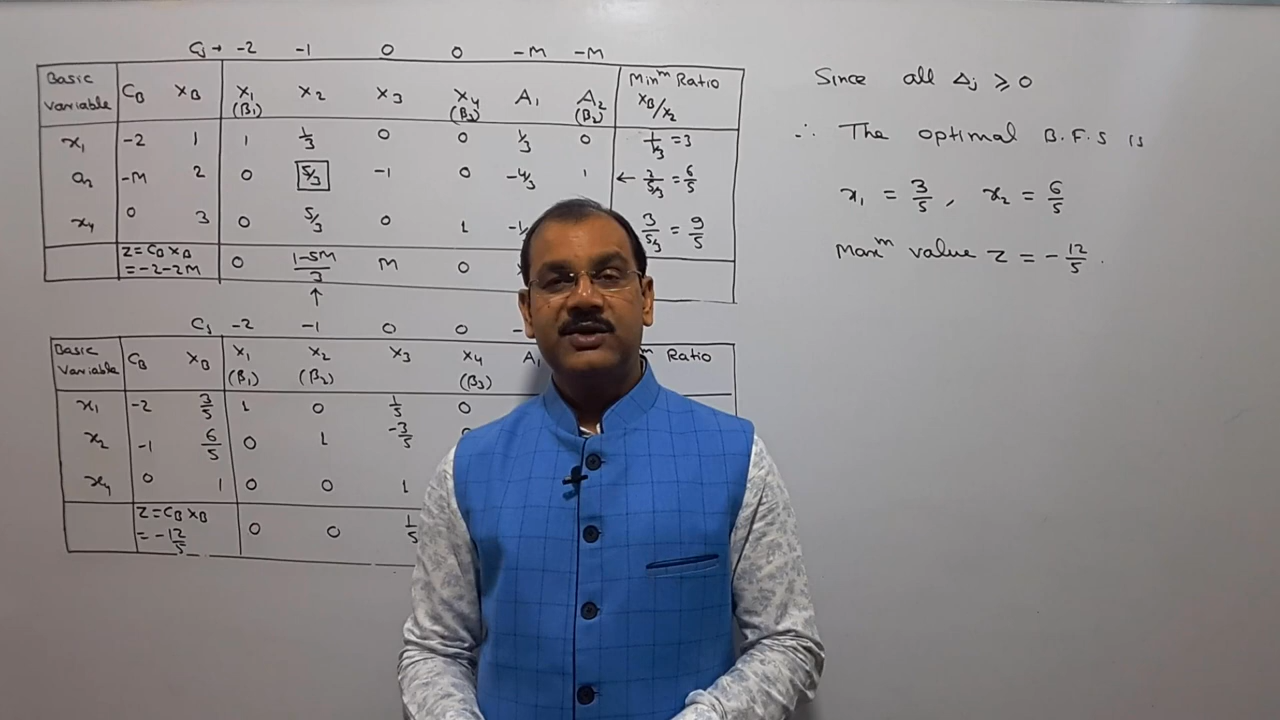 Cj → -2 -1 0 0 -M -M
Basic Variable CB XB x1 (β1) x2 x3 x4 (β3) A1 A2 (β2) Minm Ratio XB/x2
x1 -2 1 1 1/3 0 0 1/3 0 1/⅓ = 3
a2 -M 2 0 5/3 -1 0 -4/3 1 ← 2/(5/3) = 6/5
x4 0 3 0 5/3 0 1 3/(5/3) = 9/5
Z = CB XB = -2-2M 0 (1-5M)/3 M 0
↑
Cj -2 -1 0 0
Basic Variable CB XB x1 (β1) x2 (β2) x3 x4 (β3) A1 Ratio
x1 -2 3/5 1 0 1/5 0
x2 -1 6/5 0 1 -3/5
x4 0 1 0 0 1
Z = CB XB = -12/5 0 0 1/5
Since all Δj ≥ 0
∴ The optimal B.F.S is
x1 = 3/5, x2 = 6/5
Maxm value Z = -12/5.